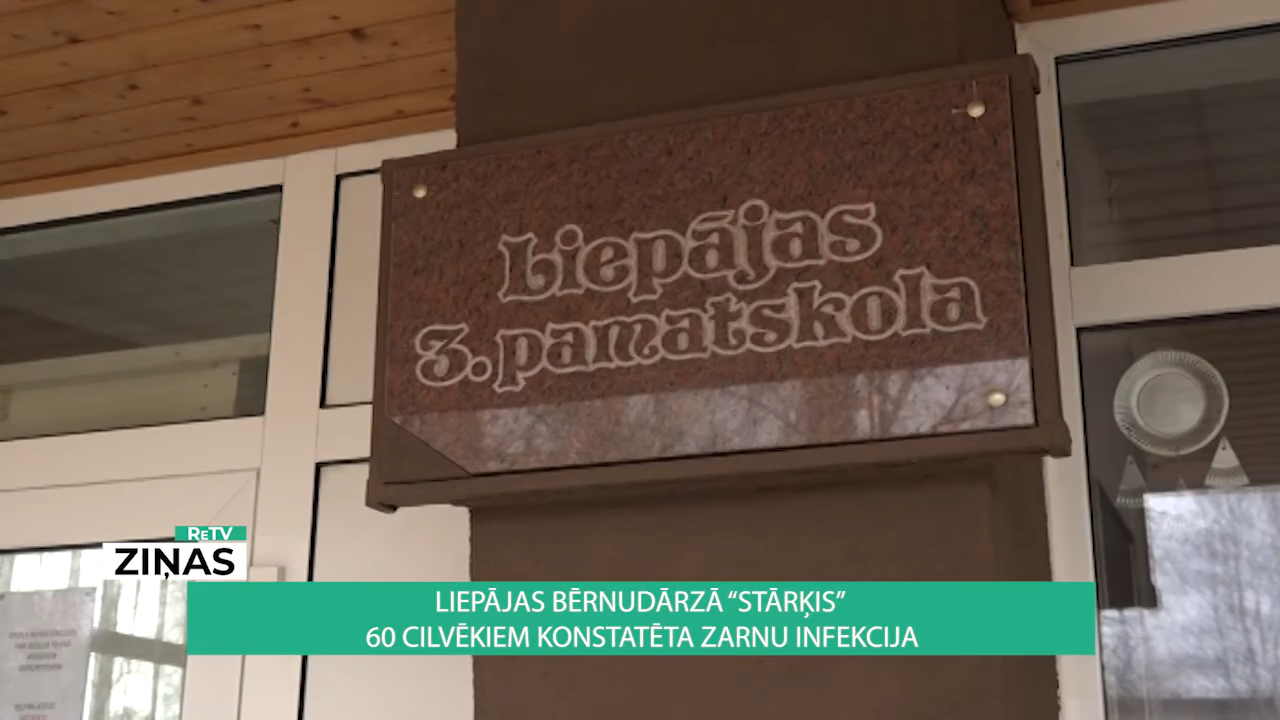 Liepājas
3. pamatskola
ReTV
ZIŅAS
LIEPĀJAS BĒRNUDĀRZĀ “STĀRĶIS”
60 CILVĒKIEM KONSTATĒTA ZARNU INFEKCIJA